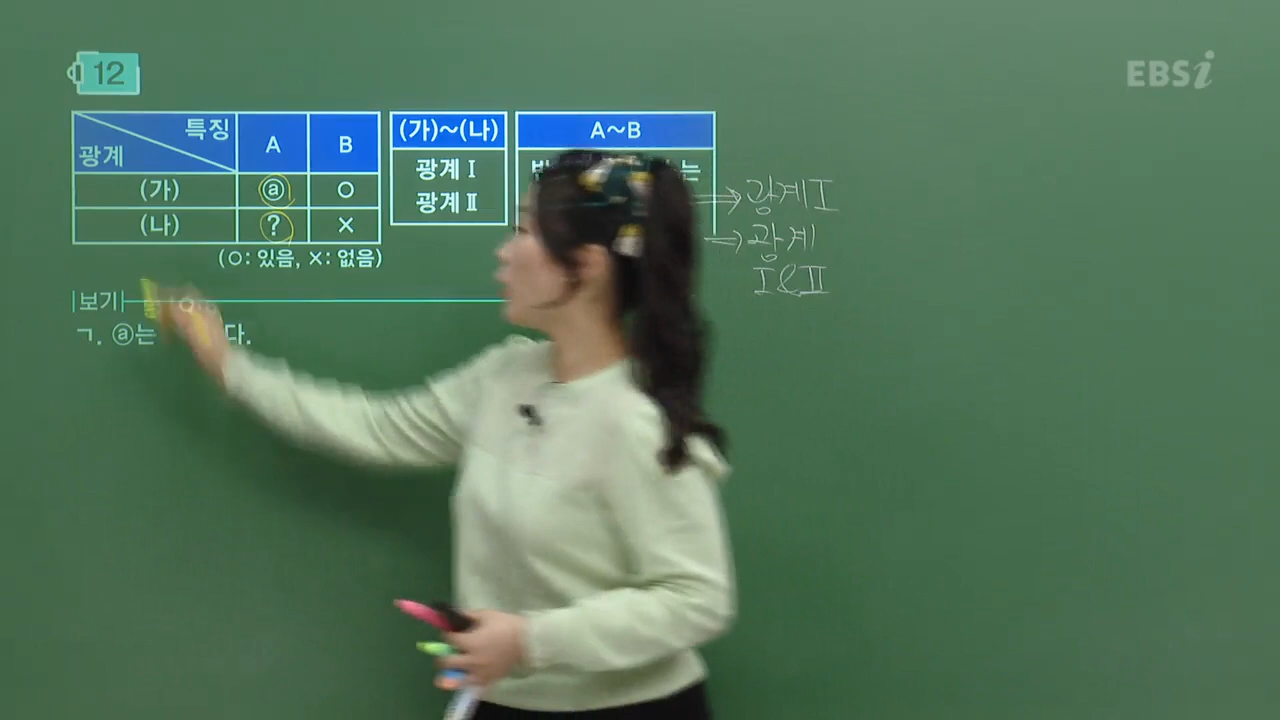 12
EBSi
특징 A B
광계
(가) ⓐ ○
(나) ? ×
(○: 있음, ×: 없음)
(가)~(나)
광계 Ⅰ
광계 Ⅱ
A~B
는
⇒ 광계 Ⅰ
⇒ 광계
Ⅰ & Ⅱ
보기
ㄱ. ⓐ는 다.